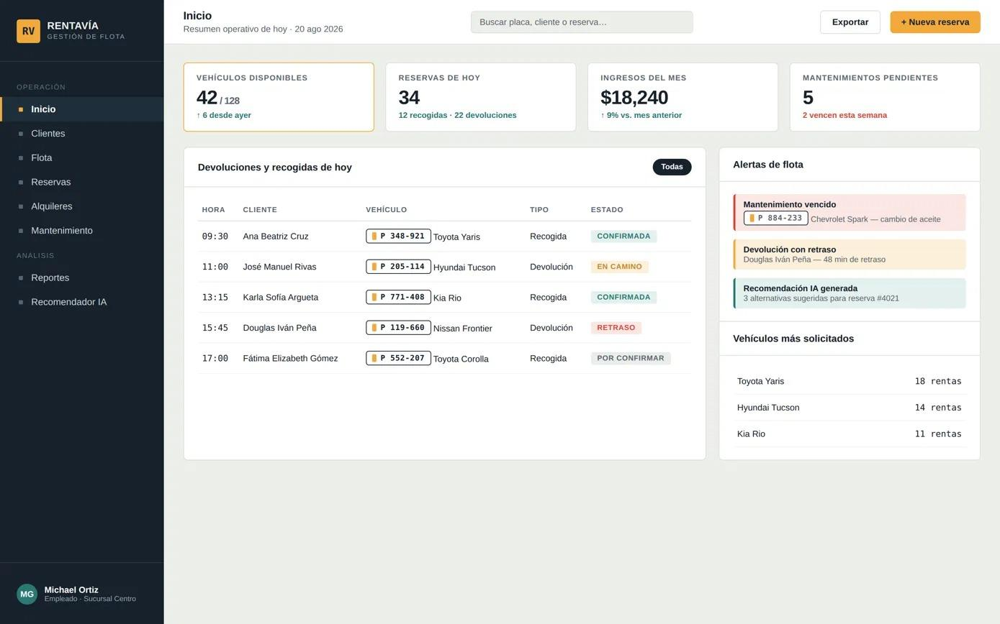 RV
RENTAVÍA
GESTIÓN DE FLOTA
OPERACIÓN
Inicio
Clientes
Flota
Reservas
Alquileres
Mantenimiento
ANÁLISIS
Reportes
Recomendador IA
MG
Michael Ortiz
Empleado · Sucursal Centro
Inicio
Resumen operativo de hoy · 20 ago 2026
Buscar placa, cliente o reserva…
Exportar
+ Nueva reserva
VEHÍCULOS DISPONIBLES
42 / 128
↑ 6 desde ayer
RESERVAS DE HOY
34
12 recogidas · 22 devoluciones
INGRESOS DEL MES
$18,240
↑ 9% vs. mes anterior
MANTENIMIENTOS PENDIENTES
5
2 vencen esta semana
Devoluciones y recogidas de hoy
Todas
HORA CLIENTE VEHÍCULO TIPO ESTADO
09:30 Ana Beatriz Cruz P 348-921 Toyota Yaris Recogida CONFIRMADA
11:00 José Manuel Rivas P 205-114 Hyundai Tucson Devolución EN CAMINO
13:15 Karla Sofía Argueta P 771-408 Kia Rio Recogida CONFIRMADA
15:45 Douglas Iván Peña P 119-660 Nissan Frontier Devolución RETRASO
17:00 Fátima Elizabeth Gómez P 552-207 Toyota Corolla Recogida POR CONFIRMAR
Alertas de flota
Mantenimiento vencido
P 884-233 Chevrolet Spark — cambio de aceite
Devolución con retraso
Douglas Iván Peña — 48 min de retraso
Recomendación IA generada
3 alternativas sugeridas para reserva #4021
Vehículos más solicitados
Toyota Yaris 18 rentas
Hyundai Tucson 14 rentas
Kia Rio 11 rentas